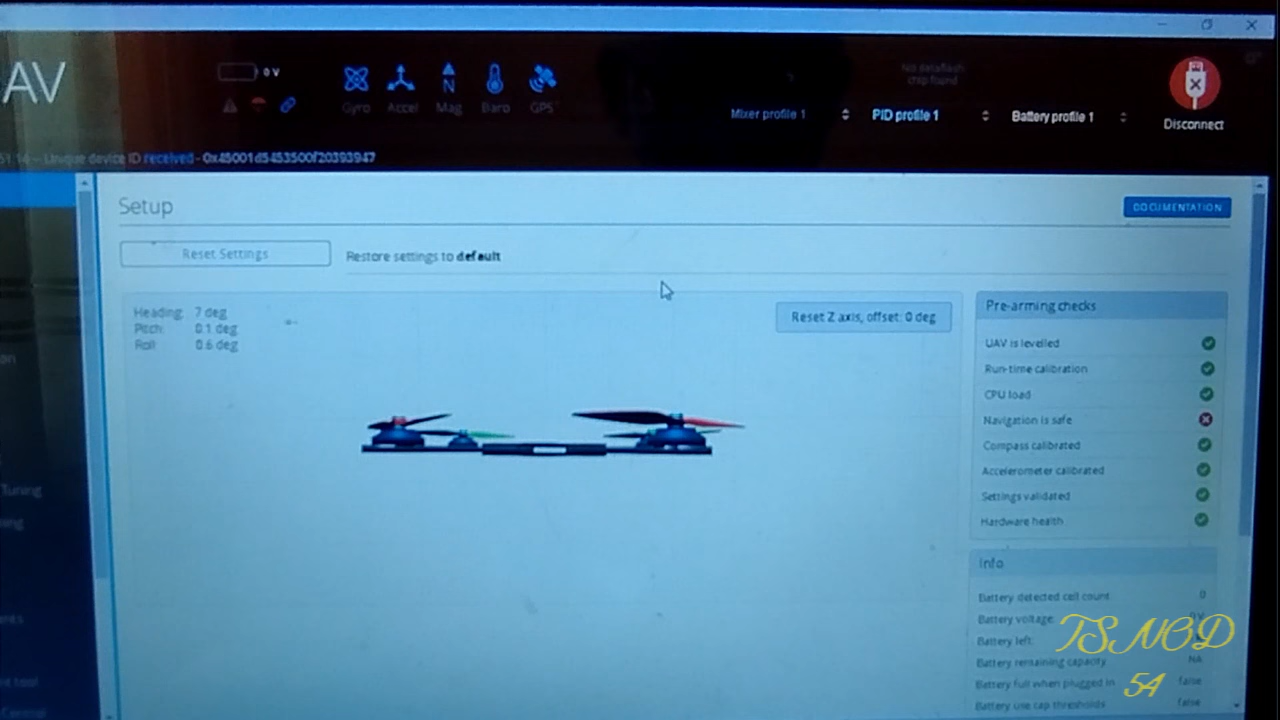 AV
0 V
Gyro Accel Mag Baro GPS
No dataflash
chip found
Mixer profile 1
PID profile 1
Battery profile 1
Disconnect
Unique device ID received - 0x45001d5453500f20393947
Setup
DOCUMENTATION
Reset Settings
Restore settings to default
Heading: 7 deg
Pitch: 0.1 deg
Roll: 0.6 deg
Reset Z axis, offset: 0 deg
Pre-arming checks
UAV is levelled
Run-time calibration
CPU load
Navigation is safe
Compass calibrated
Accelerometer calibrated
Settings validated
Hardware health
Info
Battery detected cell count 0
Battery voltage: 0 V
Battery left:
Battery remaining capacity NA
Battery full when plugged in false
Battery use cap thresholds false
Tuning
TSNOD
54